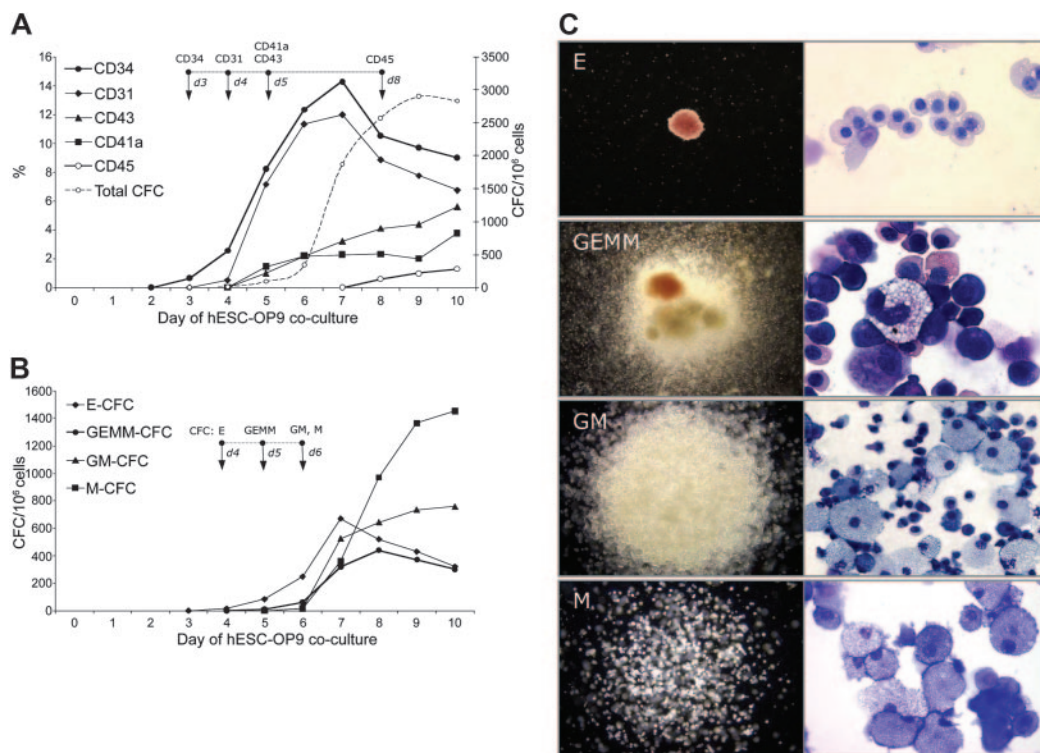 A
CD34
CD31
CD43
CD41a
CD45
Total CFC
CD34 CD31 CD41a CD43 CD45
d3 d4 d5 d8
16
14
12
10
8
6
4
2
0
%
3500
3000
2500
2000
1500
1000
500
0
CFC/10⁶ cells
0 1 2 3 4 5 6 7 8 9 10
Day of hESC-OP9 co-culture
B
E-CFC
GEMM-CFC
GM-CFC
M-CFC
CFC: E GEMM GM, M
d4 d5 d6
1600
1400
1200
1000
800
600
400
200
0
CFC/10⁶ cells
0 1 2 3 4 5 6 7 8 9 10
Day of hESC-OP9 co-culture
C
E
GEMM
GM
M